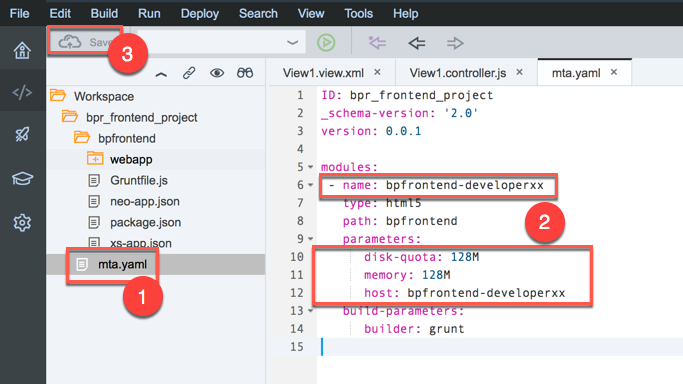 File Edit Build Run Deploy Search View Tools Help
Save
3
View1.view.xml × View1.controller.js × mta.yaml ×
Workspace
bpr_frontend_project
bpfrontend
webapp
Gruntfile.js
neo-app.json
package.json
xs-app.json
mta.yaml
1
1 ID: bpr_frontend_project
2 _schema-version: '2.0'
3 version: 0.0.1
4
5 modules:
6 - name: bpfrontend-developerxx
7 type: html5
8 path: bpfrontend
9 parameters:
10 disk-quota: 128M
11 memory: 128M
12 host: bpfrontend-developerxx
13 build-parameters:
14 builder: grunt
15
2